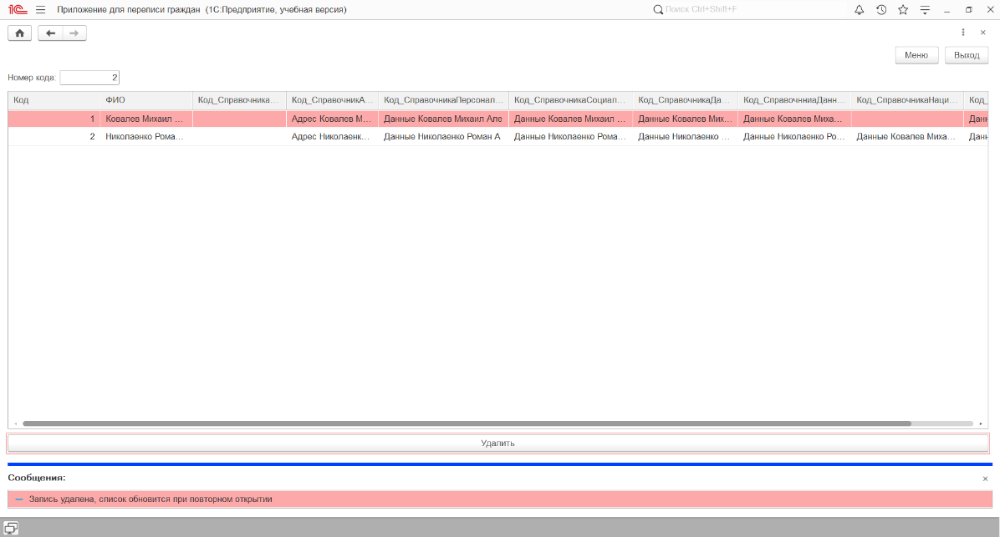 1С Приложение для переписи граждан (1С:Предприятие, учебная версия) Поиск Ctrl+Shift+F
Меню Выход
Номер кода: 2
Код ФИО Код_Справочника... Код_СправочникА... Код_СправочникаПерсонал... Код_СправочникаСоциал... Код_СправочникаДа... Код_СправочнниаДанн... Код_СправочникаНаци... Код_
1 Ковалев Михаил ... Адрес Ковалев М... Данные Ковалев Михаил Але Данные Ковалев Михаил ... Данные Ковалев Мих... Данные Ковалев Миха... Данн
2 Николаенко Рома... Адрес Николаенк... Данные Николаенко Роман А Данные Николаенко Рома... Данные Николаенко ... Данные Николаенко Ро... Данные Ковалев Миха... Данн
Удалить
Сообщения:
Запись удалена, список обновится при повторном открытии